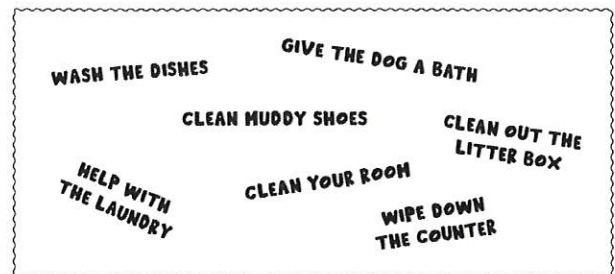 GIVE THE DOG A BATH
WASH THE DISHES
CLEAN MUDDY SHOES
CLEAN OUT THE
LITTER BOX
HELP WITH
THE LAUNDRY
CLEAN YOUR ROOM
WIPE DOWN
THE COUNTER